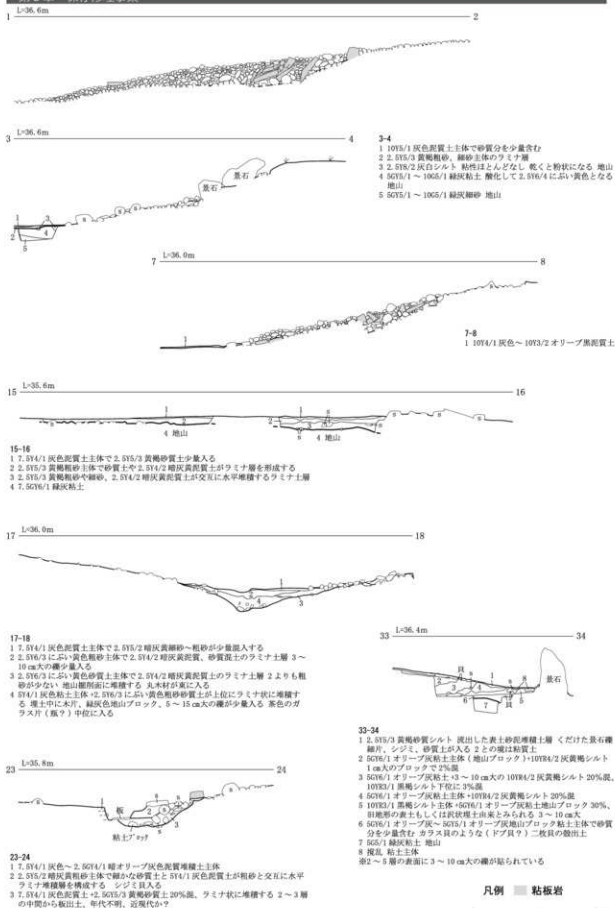 1 L=36.6m 2
3 L=36.6m 4
景石
景石
3-4
1 10Y5/1 灰色泥質土主体で砂質分を少量含む
2 2.5Y5/3 黄褐粗砂、細砂主体のラミナ層
3 2.5Y8/2 灰白シルト 粘性ほとんどなし 乾くと粉状になる 地山
4 5GY5/1 ～ 10G5/1 緑灰粘土 酸化して 2.5Y6/4 にぶい黄色となる
地山
5 5GY5/1 ～ 10G5/1 緑灰細砂 地山
7 L=36.0m 8
7-8
1 10Y4/1 灰色～ 10Y3/2 オリーブ黒泥質土
15 L=35.6m 16
4 地山
4 地山
15-16
1 7.5Y4/1 灰色泥質土主体で 2.5Y5/3 黄褐砂質土少量入る
2 2.5Y5/3 黄褐粗砂主体で砂質土や 2.5Y4/2 暗灰黄泥質土がラミナ層を形成する
3 2.5Y5/3 黄褐粗砂や細砂、2.5Y4/2 暗灰黄泥質土が交互に水平堆積するラミナ土層
4 7.5GY6/1 緑灰粘土
17 L=36.0m 18
17-18
1 7.5Y4/1 灰色泥質土主体で 2.5Y5/2 暗灰黄細砂～粗砂が少量混入する
2 2.5Y6/3 にぶい黄色粗砂主体で 2.5Y4/2 暗灰黄泥質、砂質混土のラミナ土層 3 ～
10 ㎝大の礫少量入る
3 2.5Y6/3 にぶい黄色砂質土主体で 2.5Y4/2 暗灰黄泥質土のラミナ土層 2 よりも粗
砂が少ない 地山掘削面に堆積する 丸木材が東に入る
4 5Y4/1 灰色粘土主体 +2.5Y6/3 にぶい黄色粗砂砂質土が上位にラミナ状に堆積す
る 埋土中に木片、緑灰色地山ブロック、5 ～ 15 ㎝大の礫が少量入る 茶色のガ
ラス片（瓶？）中位に入る
33 L=36.4m 34
貝
貝
景石
33-34
1 2.5Y5/3 黄褐砂質シルト 流出した表土砂泥堆積土層 くだけた景石礫
細片、シジミ、砂質土が入る 2 との境は粘質土
2 5GY6/1 オリーブ灰粘土主体（地山ブロック）+10YR4/2 灰黄褐シルト
1 ㎝大のブロックで 2%混
3 5GY6/1 オリーブ灰粘土 +3 ～ 10 ㎝大の 10YR4/2 灰黄褐シルト 20%混、
10YR3/1 黒褐シルト下位に 3%混
4 5GY6/1 オリーブ灰粘土主体 +10YR4/2 灰黄褐シルト 20%混
5 10YR3/1 黒褐シルト主体 +5GY6/1 オリーブ灰粘土地山ブロック 30%、
旧地形の表土もしくは沢状埋土由来とみられる 3 ～ 10 ㎝大
6 5GY6/1 オリーブ灰～ 5GY5/1 オリーブ灰地山ブロック粘土主体で砂質
分を少量含む カラス貝のような（ドブ貝？）二枚貝の殻出土
7 5G5/1 緑灰粘土 地山
8 撹乱 粘土主体
※2 ～ 5 層の表面に 3 ～ 10 ㎝大の礫が貼られている
23 L=35.8m 24
板
粘土ブロック
23-24
1 7.5Y4/1 灰色～ 2.5GY4/1 暗オリーブ灰色泥質堆積土主体
2 2.5Y5/2 暗灰黄粗砂主体で細かな砂質土と 5Y4/1 灰色泥質土が粗砂と交互に水平
ラミナ堆積層を構成する シジミ貝入る
3 7.5Y4/1 灰色泥質土 +2.5GY5/3 黄褐砂質土 20%混、ラミナ状に堆積する 2 ～ 3 層
の中間から板出土、年代不明、近現代か？
凡例 粘板岩